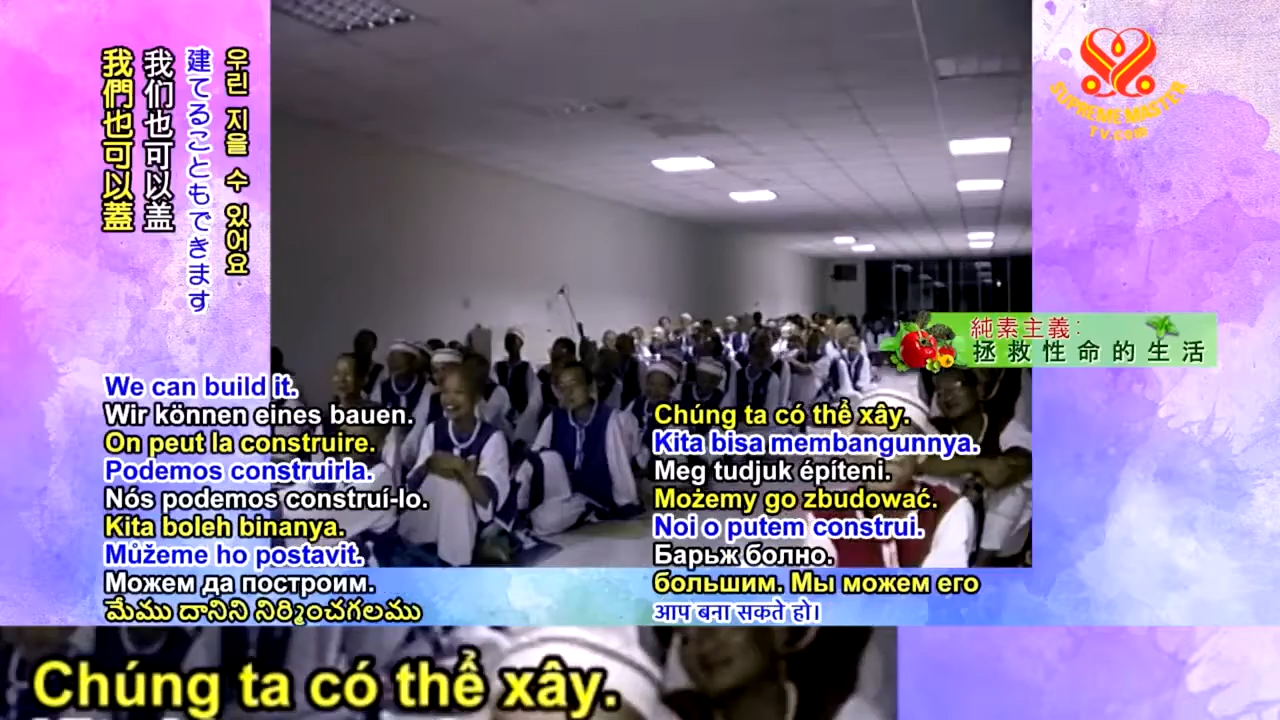 我們也可以蓋
我们也可以盖
建てることもできます
우린 지을 수 있어요
SUPREME MASTER
TV.COM
純素主義:
拯救性命的生活
We can build it.
Wir können eines bauen.
On peut la construire.
Podemos construirla.
Nós podemos construí-lo.
Kita boleh binanya.
Můžeme ho postavit.
Можем да построим.
మేము దానిని నిర్మించగలము
Chúng ta có thể xây.
Kita bisa membangunnya.
Meg tudjuk építeni.
Możemy go zbudować.
Noi o putem construi.
Барьж болно.
большим. Мы можем его
आप बना सकते हो।
Chúng ta có thể xây.